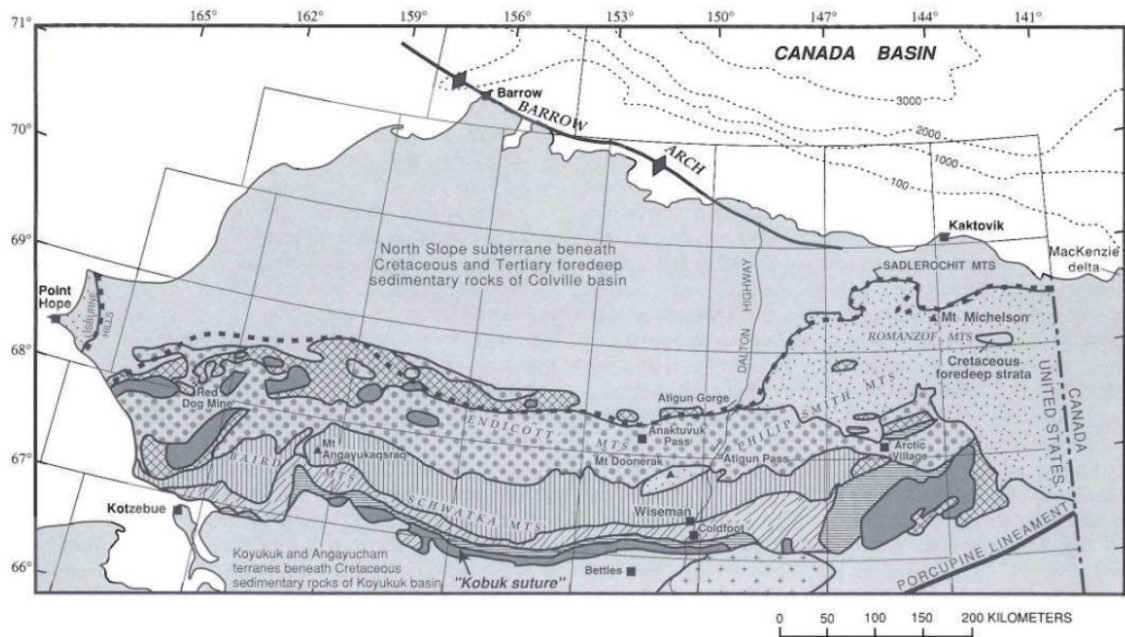 165°
162°
159°
156°
153°
150°
147°
144°
141°
71°
70°
69°
68°
67°
66°
CANADA BASIN
3000
2000
1000
100
Barrow
BARROW
ARCH
Kaktovik
MacKenzie
delta
SADLEROCHIT MTS
North Slope subterrane beneath
Cretaceous and Tertiary foredeep
sedimentary rocks of Colville basin
DALTON HIGHWAY
Point
Hope
LISBURNE
HILLS
Mt Michelson
ROMANZOF MTS
Cretaceous
foredeep strata
UNITED STATES
CANADA
Red
Dog Mine
Atigun Gorge
ENDICOTT MTS
Anaktuvuk
Pass
PHILIP SMITH MTS
Mt
Angayukaqsraq
BAIRD MTS
Mt Doonerak
Atigun Pass
Arctic
Village
SCHWATKA MTS
Wiseman
Coldfoot
Kotzebue
Koyukuk and Angayucham
terranes beneath Cretaceous
sedimentary rocks of Koyukuk basin
"Kobuk suture"
Bettles
PORCUPINE LINEAMENT
0 50 100 150 200 KILOMETERS